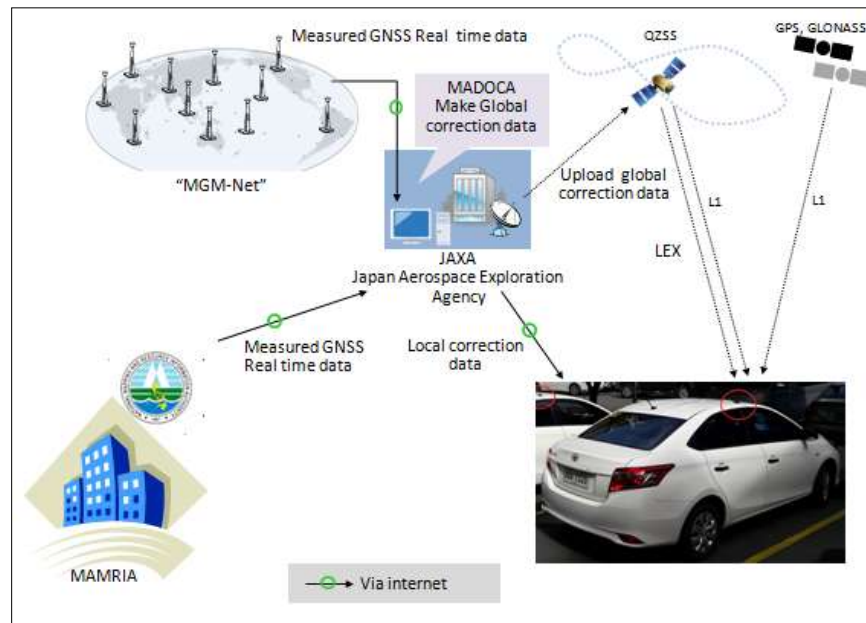 Measured GNSS Real time data
QZSS
GPS, GLONASS
MADOCA
Make Global
correction data
"MGM-Net"
Upload global
correction data
L1
L1
LEX
JAXA
Japan Aerospace Exploration
Agency
Measured GNSS
Real time data
Local correction
data
MAMRIA
Via internet